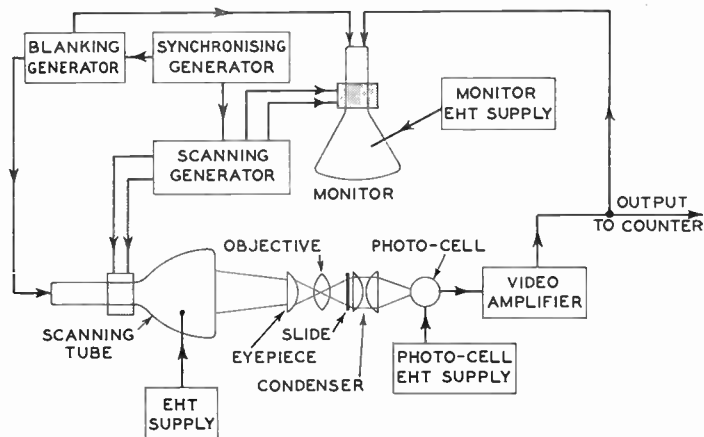 BLANKING
GENERATOR
SYNCHRONISING
GENERATOR
MONITOR
EHT SUPPLY
SCANNING
GENERATOR
MONITOR
OUTPUT
TO COUNTER
OBJECTIVE
PHOTO-CELL
VIDEO
AMPLIFIER
SCANNING
TUBE
SLIDE
EYEPIECE
CONDENSER
PHOTO-CELL
EHT SUPPLY
EHT
SUPPLY